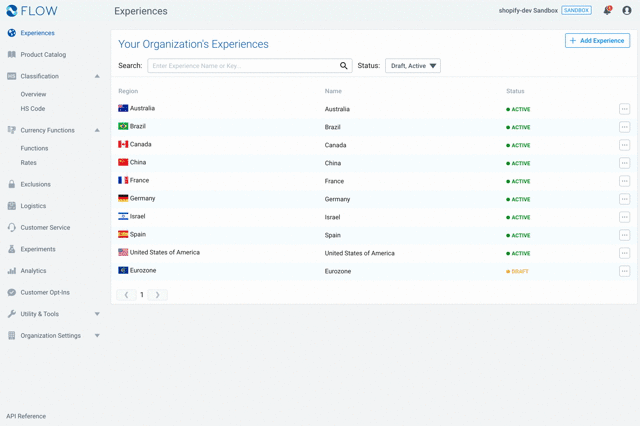 FLOW
Experiences
shopify-dev Sandbox
SANDBOX
Experiences
Product Catalog
Classification
Overview
HS Code
Currency Functions
Functions
Rates
Exclusions
Logistics
Customer Service
Experiments
Analytics
Customer Opt-Ins
Utility & Tools
Organization Settings
API Reference
Your Organization's Experiences
+ Add Experience
Search:
Enter Experience Name or Key...
Status:
Draft, Active
Region Name Status
Australia Australia ACTIVE
Brazil Brazil ACTIVE
Canada Canada ACTIVE
China China ACTIVE
France France ACTIVE
Germany Germany ACTIVE
Israel Israel ACTIVE
Spain Spain ACTIVE
United States of America United States of America ACTIVE
Eurozone Eurozone DRAFT
1